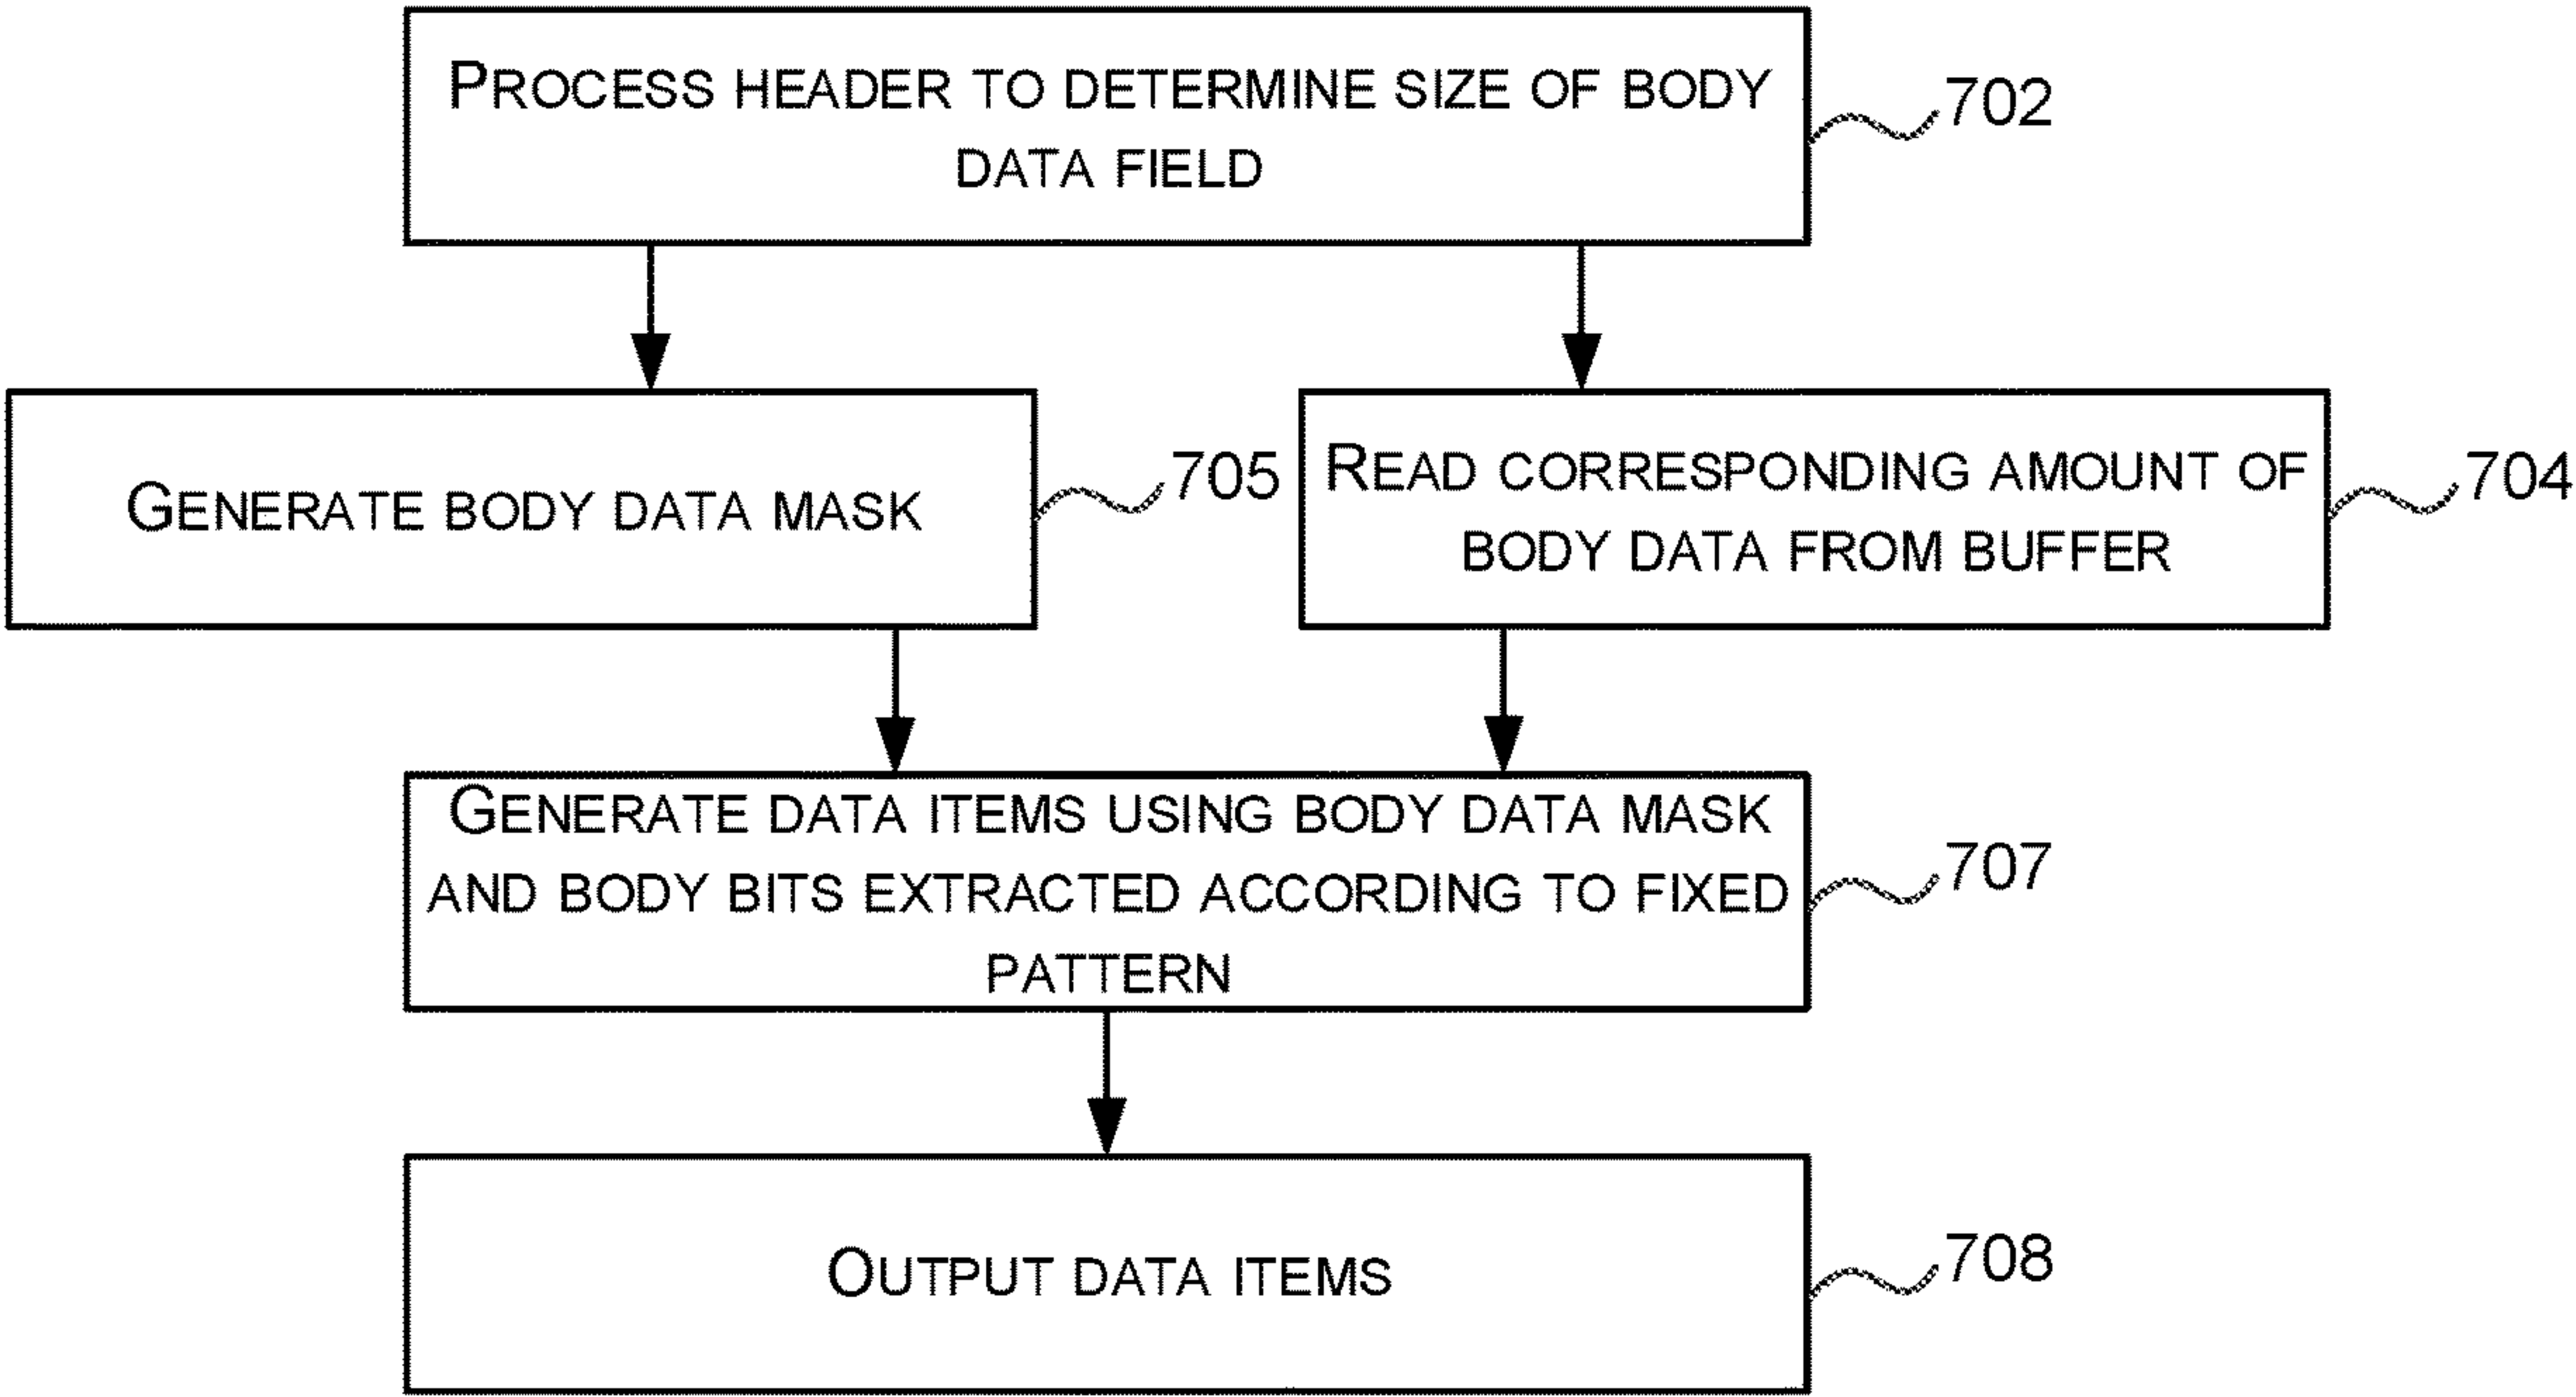 PROCESS HEADER TO DETERMINE SIZE OF BODY
DATA FIELD
702
GENERATE BODY DATA MASK
705
READ CORRESPONDING AMOUNT OF
BODY DATA FROM BUFFER
704
GENERATE DATA ITEMS USING BODY DATA MASK
AND BODY BITS EXTRACTED ACCORDING TO FIXED
PATTERN
707
OUTPUT DATA ITEMS
708